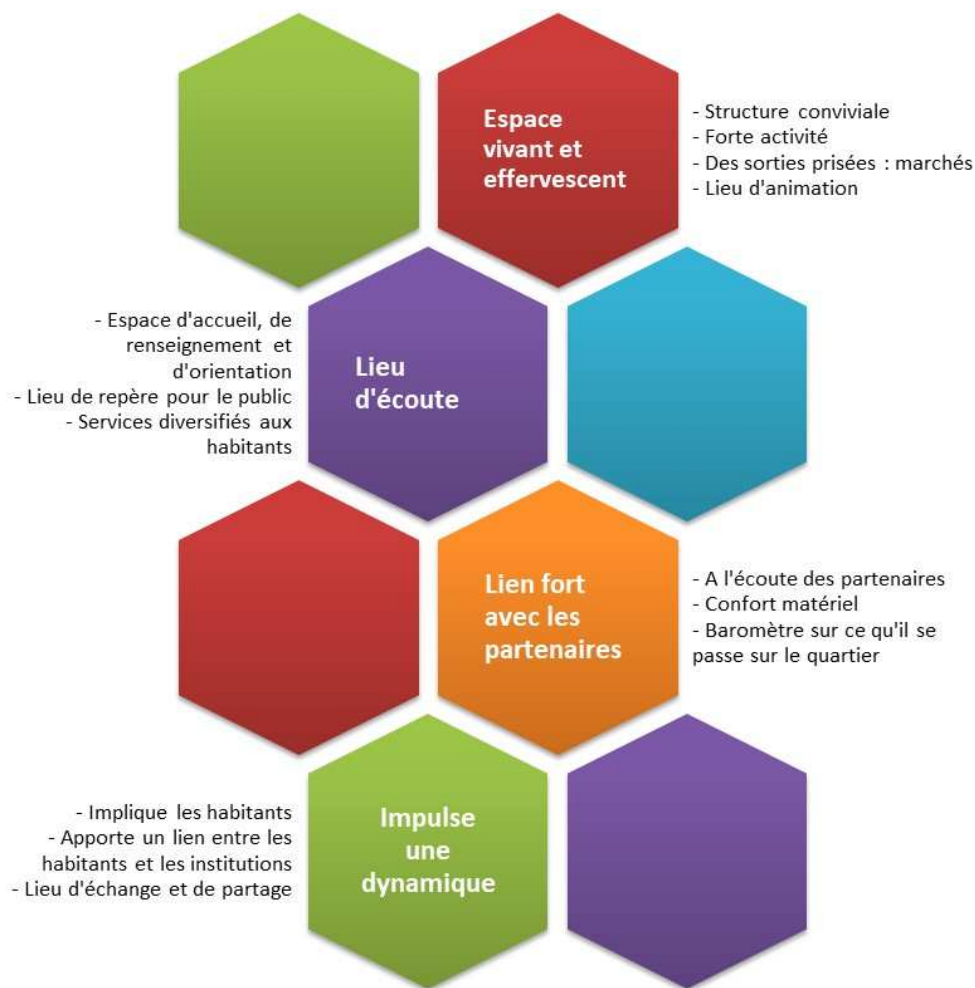 Espace
vivant et
effervescent
- Structure conviviale
- Forte activité
- Des sorties prisées : marchés
- Lieu d'animation
- Espace d'accueil, de
renseignement et
d'orientation
- Lieu de repère pour le public
- Services diversifiés aux
habitants
Lieu
d'écoute
Lien fort
avec les
partenaires
- A l'écoute des partenaires
- Confort matériel
- Baromètre sur ce qu'il se
passe sur le quartier
- Implique les habitants
- Apporte un lien entre les
habitants et les institutions
- Lieu d'échange et de partage
Impulse
une
dynamique